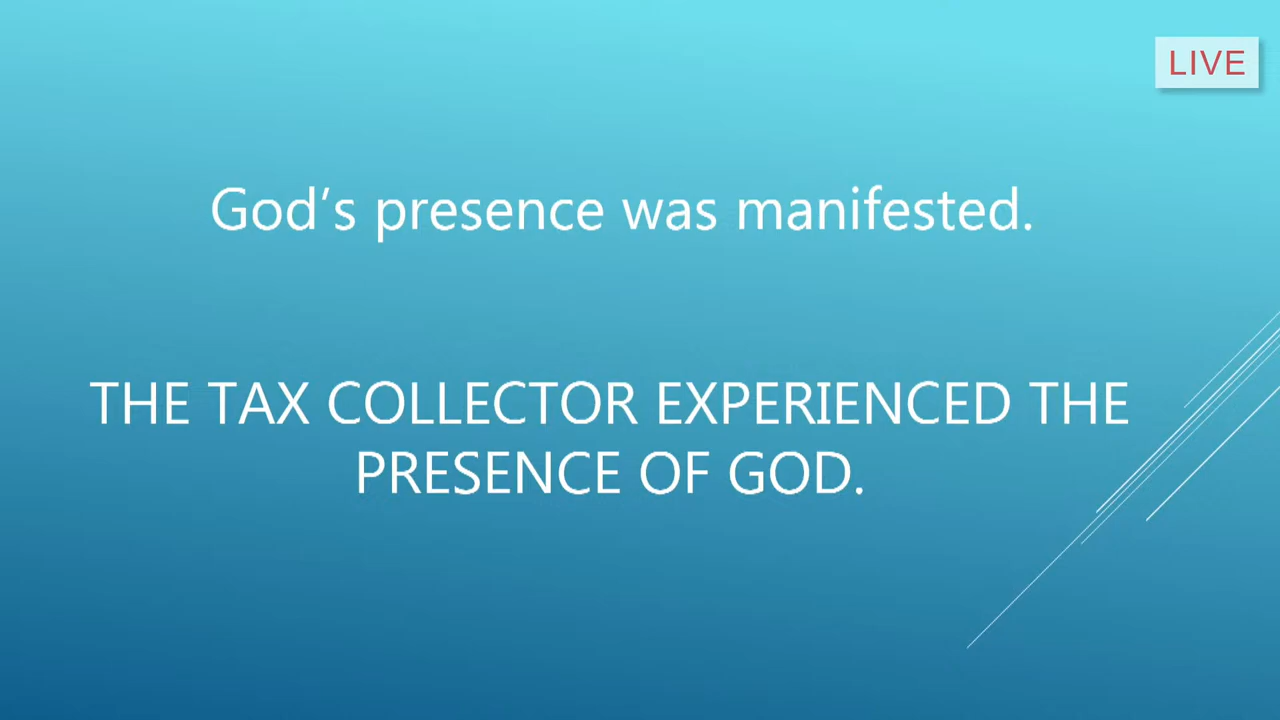 LIVE
God’s presence was manifested.
THE TAX COLLECTOR EXPERIENCED THE
PRESENCE OF GOD.